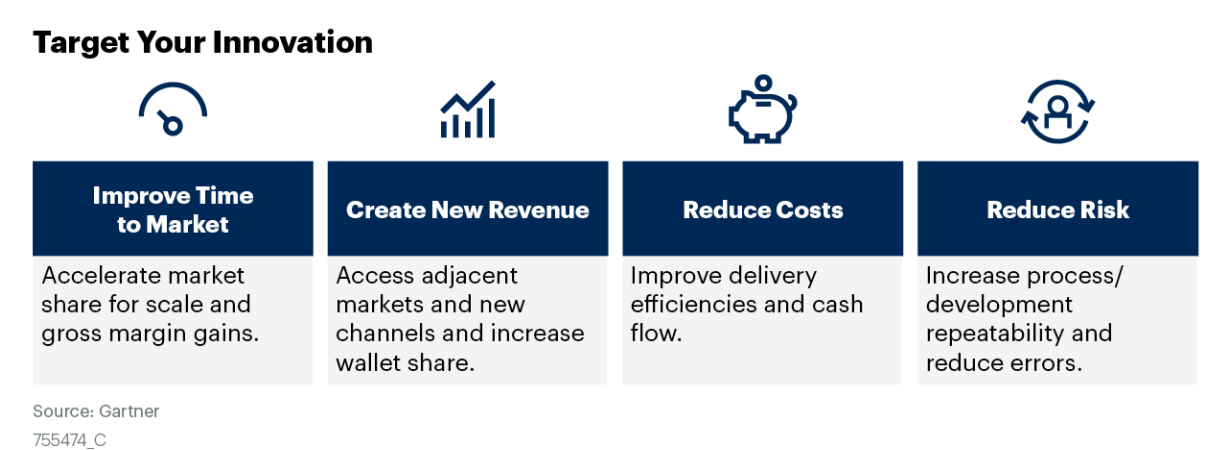 Target Your Innovation
Improve Time
to Market
Accelerate market
share for scale and
gross margin gains.
Create New Revenue
Access adjacent
markets and new
channels and increase
wallet share.
Reduce Costs
Improve delivery
efficiencies and cash
flow.
Reduce Risk
Increase process/
development
repeatability and
reduce errors.
Source: Gartner
755474_C